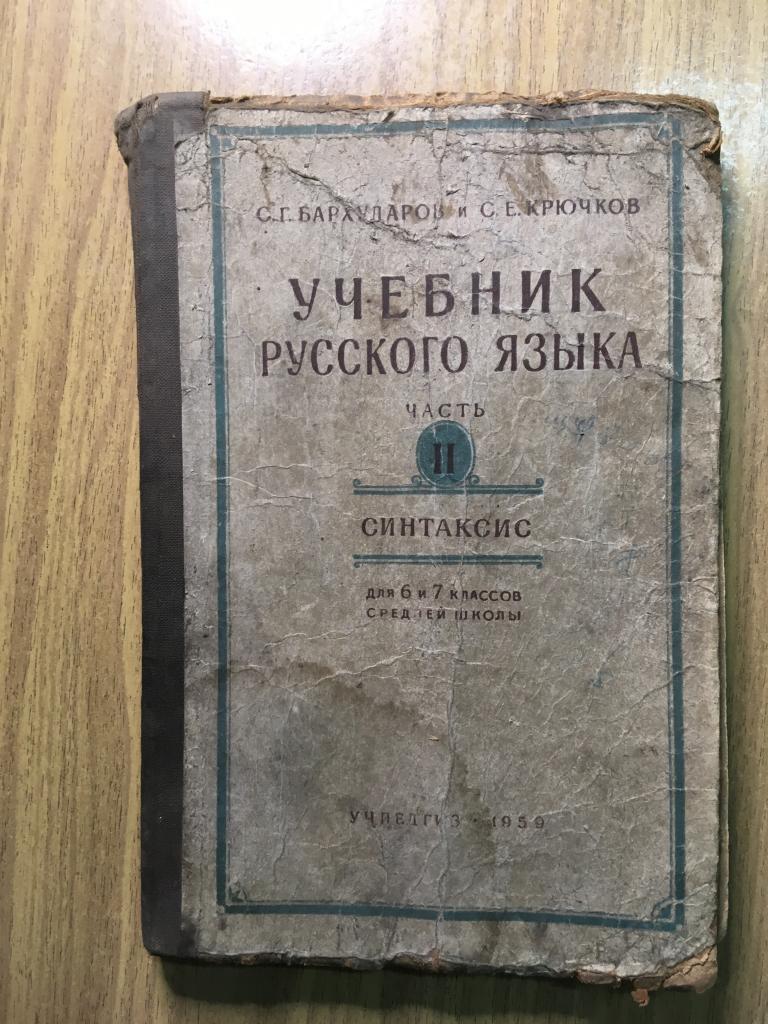 С. Г. БАРХУДАРОВ и С. Е. КРЮЧКОВ
УЧЕБНИК
РУССКОГО ЯЗЫКА
ЧАСТЬ
II
СИНТАКСИС
ДЛЯ 6 И 7 КЛАССОВ
СРЕДНЕЙ ШКОЛЫ
УЧПЕДГИЗ · 1959